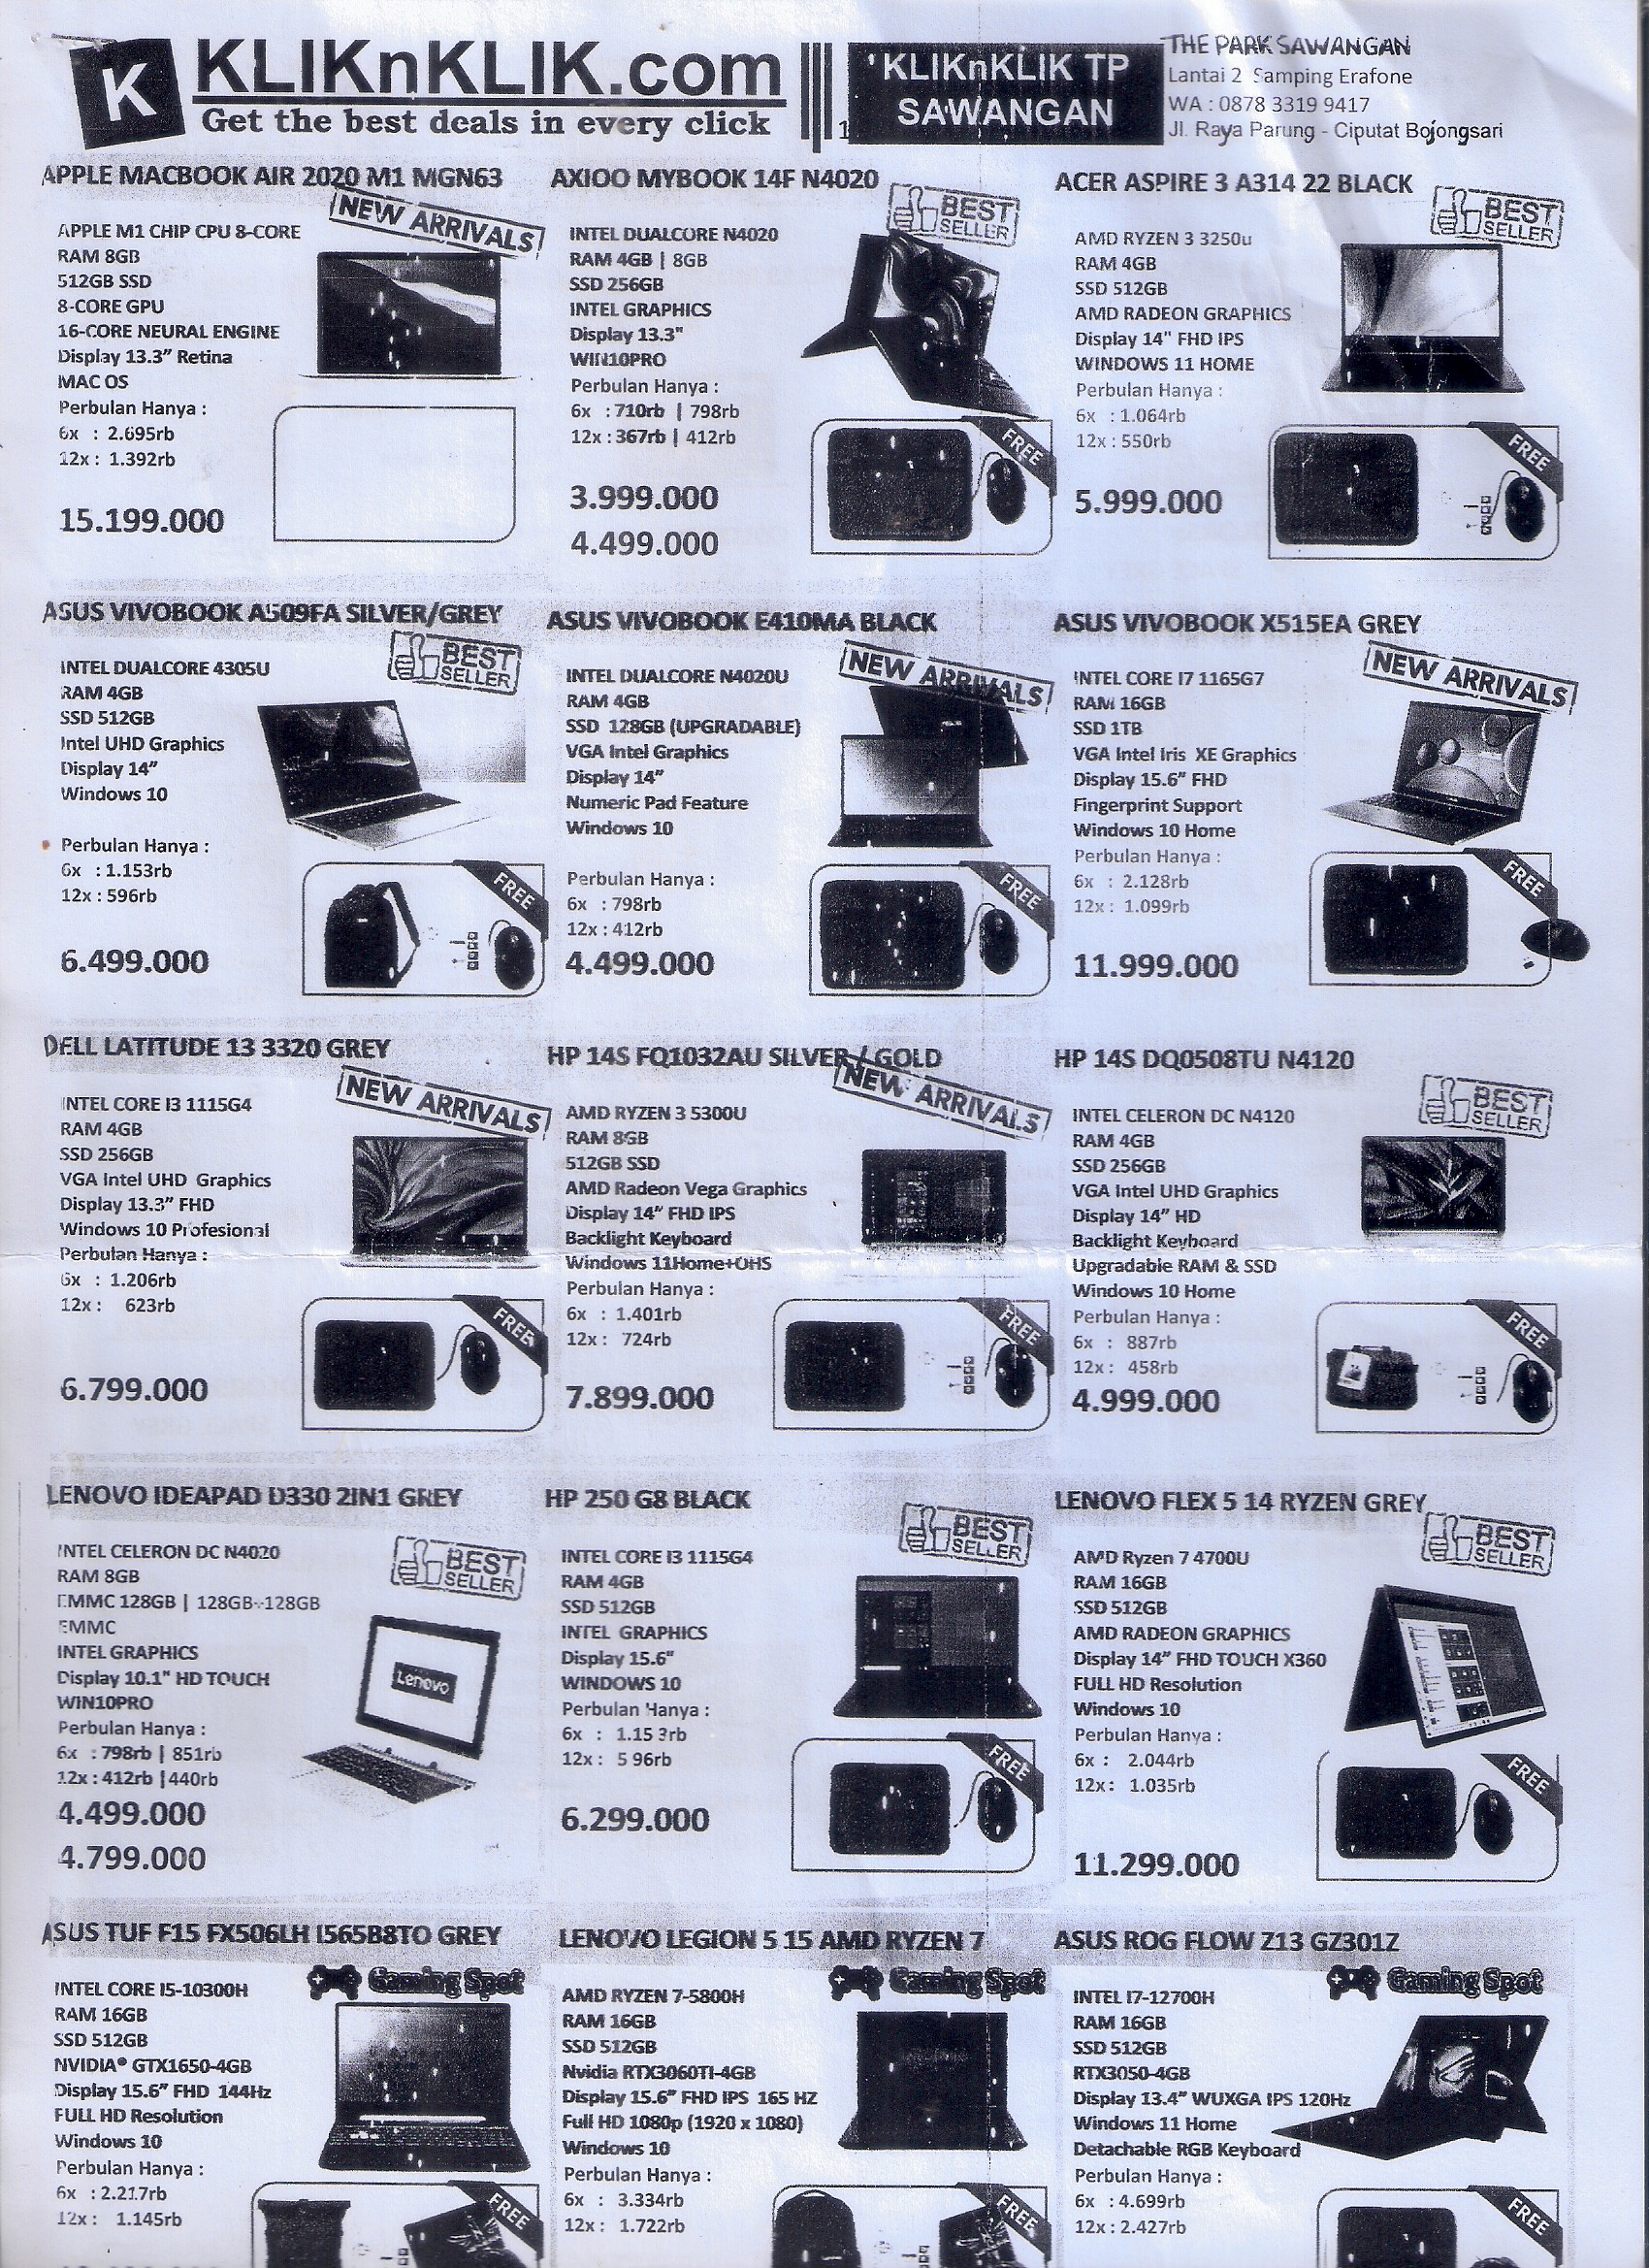 K KLIKnKLIK.com
Get the best deals in every click
'KLIKnKLIK TP
SAWANGAN
THE PARK SAWANGAN
Lantai 2 Samping Erafone
WA : 0878 3319 9417
Jl. Raya Parung - Ciputat Bojongsari
APPLE MACBOOK AIR 2020 M1 MGN63
NEW ARRIVALS
APPLE M1 CHIP CPU 8-CORE
RAM 8GB
512GB SSD
8-CORE GPU
16-CORE NEURAL ENGINE
Display 13.3" Retina
MAC OS
Perbulan Hanya :
6x : 2.695rb
12x : 1.392rb
15.199.000
AXIOO MYBOOK 14F N4020
BEST
SELLER
INTEL DUALCORE N4020
RAM 4GB | 8GB
SSD 256GB
INTEL GRAPHICS
Display 13.3"
WIN10PRO
Perbulan Hanya :
6x : 710rb | 798rb
12x : 367rb | 412rb
FREE
3.999.000
4.499.000
ACER ASPIRE 3 A314 22 BLACK
BEST
SELLER
AMD RYZEN 3 3250u
RAM 4GB
SSD 512GB
AMD RADEON GRAPHICS
Display 14" FHD IPS
WINDOWS 11 HOME
Perbulan Hanya :
6x : 1.064rb
12x : 550rb
FREE
5.999.000
ASUS VIVOBOOK A509FA SILVER/GREY
BEST
SELLER
INTEL DUALCORE 4305U
RAM 4GB
SSD 512GB
Intel UHD Graphics
Display 14"
Windows 10
Perbulan Hanya :
6x : 1.153rb
12x : 596rb
FREE
6.499.000
ASUS VIVOBOOK E410MA BLACK
NEW ARRIVALS
INTEL DUALCORE N4020U
RAM 4GB
SSD 128GB (UPGRADABLE)
VGA Intel Graphics
Display 14"
Numeric Pad Feature
Windows 10
Perbulan Hanya :
6x : 798rb
12x : 412rb
FREE
4.499.000
ASUS VIVOBOOK X515EA GREY
NEW ARRIVALS
INTEL CORE I7 1165G7
RAM 16GB
SSD 1TB
VGA Intel Iris XE Graphics
Display 15.6" FHD
Fingerprint Support
Windows 10 Home
Perbulan Hanya :
6x : 2.128rb
12x : 1.099rb
FREE
11.999.000
DELL LATITUDE 13 3320 GREY
NEW ARRIVALS
INTEL CORE I3 1115G4
RAM 4GB
SSD 256GB
VGA Intel UHD Graphics
Display 13.3" FHD
Windows 10 Profesional
Perbulan Hanya :
6x : 1.206rb
12x : 623rb
FREE
6.799.000
HP 14S FQ1032AU SILVER / GOLD
NEW ARRIVALS
AMD RYZEN 3 5300U
RAM 8GB
512GB SSD
AMD Radeon Vega Graphics
Display 14" FHD IPS
Backlight Keyboard
Windows 11Home+OHS
Perbulan Hanya :
6x : 1.401rb
12x : 724rb
FREE
7.899.000
HP 14S DQ0508TU N4120
BEST
SELLER
INTEL CELERON DC N4120
RAM 4GB
SSD 256GB
VGA Intel UHD Graphics
Display 14" HD
Backlight Keyboard
Upgradable RAM & SSD
Windows 10 Home
Perbulan Hanya :
6x : 887rb
12x : 458rb
FREE
4.999.000
LENOVO IDEAPAD D330 2IN1 GREY
BEST
SELLER
INTEL CELERON DC N4020
RAM 8GB
EMMC 128GB | 128GB+128GB
EMMC
INTEL GRAPHICS
Display 10.1" HD TOUCH
WIN10PRO
Lenovo
Perbulan Hanya :
6x : 798rb | 851rb
12x : 412rb | 440rb
4.499.000
4.799.000
HP 250 G8 BLACK
BEST
SELLER
INTEL CORE I3 1115G4
RAM 4GB
SSD 512GB
INTEL GRAPHICS
Display 15.6"
WINDOWS 10
Perbulan Hanya :
6x : 1.15 3rb
12x : 5 96rb
FREE
6.299.000
LENOVO FLEX 5 14 RYZEN GREY
BEST
SELLER
AMD Ryzen 7 4700U
RAM 16GB
SSD 512GB
AMD RADEON GRAPHICS
Display 14" FHD TOUCH X360
FULL HD Resolution
Windows 10
Perbulan Hanya :
6x : 2.044rb
12x : 1.035rb
FREE
11.299.000
ASUS TUF F15 FX506LH I565B8TO GREY
Gaming Spot
INTEL CORE I5-10300H
RAM 16GB
SSD 512GB
NVIDIA® GTX1650-4GB
Display 15.6" FHD 144Hz
FULL HD Resolution
Windows 10
Perbulan Hanya :
6x : 2.217rb
12x : 1.145rb
FREE
LENOVO LEGION 5 15 AMD RYZEN 7
Gaming Spot
AMD RYZEN 7-5800H
RAM 16GB
SSD 512GB
Nvidia RTX3060TI-4GB
Display 15.6" FHD IPS 165 HZ
Full HD 1080p (1920 x 1080)
Windows 10
Perbulan Hanya :
6x : 3.334rb
12x : 1.722rb
FREE
ASUS ROG FLOW Z13 GZ301Z
Gaming Spot
INTEL I7-12700H
RAM 16GB
SSD 512GB
RTX3050-4GB
Display 13.4" WUXGA IPS 120Hz
Windows 11 Home
Detachable RGB Keyboard
Perbulan Hanya :
6x : 4.699rb
12x : 2.427rb
FREE